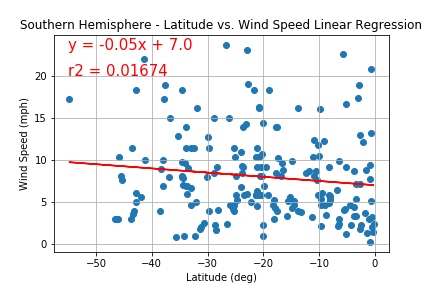 Southern Hemisphere - Latitude vs. Wind Speed Linear Regression
y = -0.05x + 7.0
r2 = 0.01674
Wind Speed (mph)
20
15
10
5
0
−50
−40
−30
−20
−10
0
Latitude (deg)